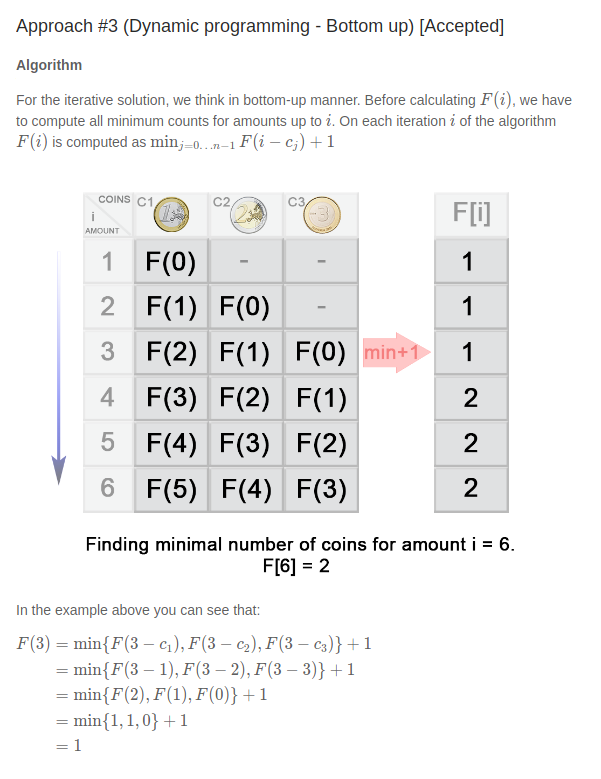 Approach #3 (Dynamic programming - Bottom up) [Accepted]
Algorithm
For the iterative solution, we think in bottom-up manner. Before calculating F(i), we have
to compute all minimum counts for amounts up to i. On each iteration i of the algorithm
F(i) is computed as min_{j=0...n−1} F(i − c_j) + 1
COINS C1 C2 C3 F[i]
i
AMOUNT
1 F(0) - - 1
2 F(1) F(0) - 1
3 F(2) F(1) F(0) min+1 1
4 F(3) F(2) F(1) 2
5 F(4) F(3) F(2) 2
6 F(5) F(4) F(3) 2
Finding minimal number of coins for amount i = 6.
F[6] = 2
In the example above you can see that:
F(3) = min{F(3 − c₁), F(3 − c₂), F(3 − c₃)} + 1
= min{F(3 − 1), F(3 − 2), F(3 − 3)} + 1
= min{F(2), F(1), F(0)} + 1
= min{1, 1, 0} + 1
= 1